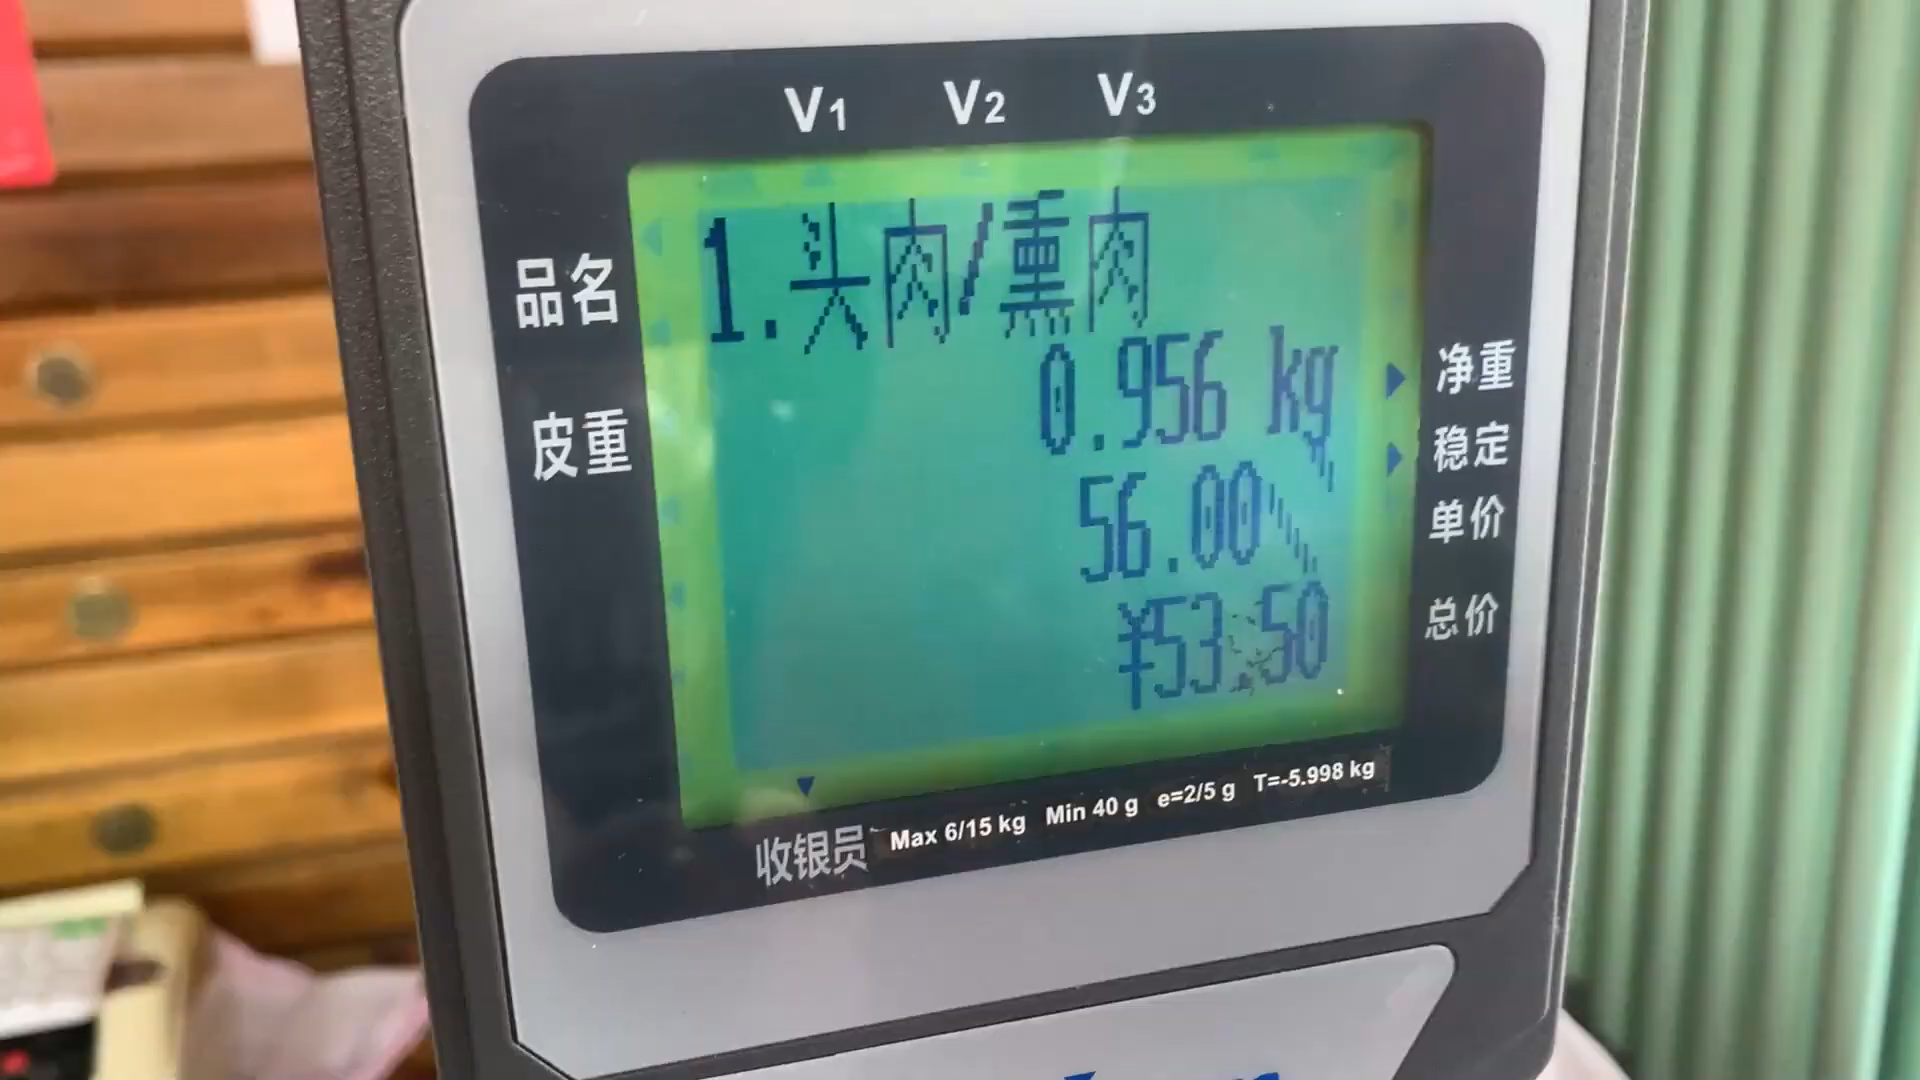 V1 V2 V3
品名
1.头肉/熏肉
皮重
0.956 kg
净重
稳定
56.00
单价
¥53.50
总价
收银员
Max 6/15 kg Min 40 g e=2/5 g T=-5.998 kg